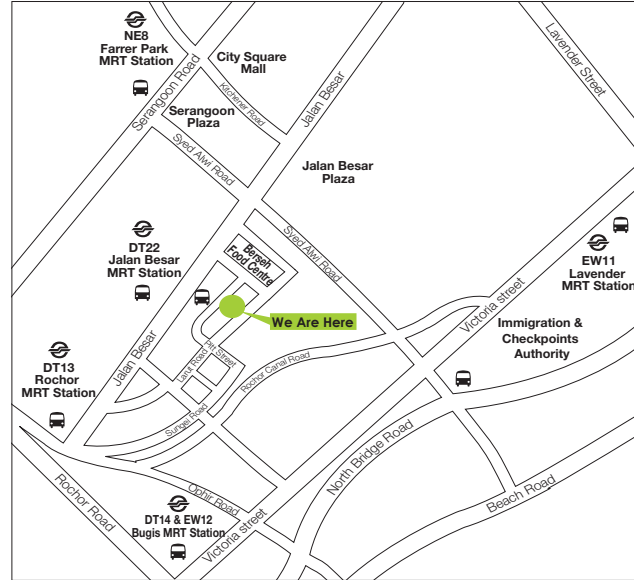 NE8
Farrer Park
MRT Station
City Square
Mall
Lavender Street
Serangoon Road
Kitchener Road
Jalan Besar
Serangoon
Plaza
Syed Alwi Road
Jalan Besar
Plaza
DT22
Jalan Besar
MRT Station
Berseh
Food Centre
Syed Alwi Road
EW11
Lavender
MRT Station
We Are Here
Victoria street
Immigration &
Checkpoints
Authority
Jalan Besar
Pitt Street
Larut Road
Rochor Canal Road
DT13
Rochor
MRT Station
Sungei Road
North Bridge Road
Rochor Road
Ophir Road
Beach Road
DT14 & EW12
Bugis MRT Station
Victoria street